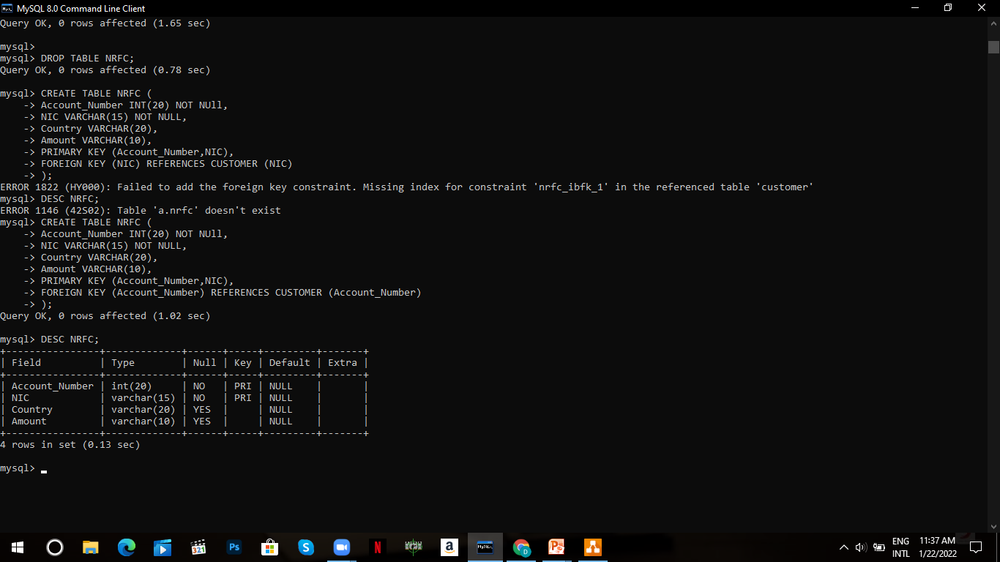 MySQL 8.0 Command Line Client
Query OK, 0 rows affected (1.65 sec)
mysql>
mysql> DROP TABLE NRFC;
Query OK, 0 rows affected (0.78 sec)
mysql> CREATE TABLE NRFC (
    -> Account_Number INT(20) NOT NUll,
    -> NIC VARCHAR(15) NOT NULL,
    -> Country VARCHAR(20),
    -> Amount VARCHAR(10),
    -> PRIMARY KEY (Account_Number,NIC),
    -> FOREIGN KEY (NIC) REFERENCES CUSTOMER (NIC)
    -> );
ERROR 1822 (HY000): Failed to add the foreign key constraint. Missing index for constraint 'nrfc_ibfk_1' in the referenced table 'customer'
mysql> DESC NRFC;
ERROR 1146 (42S02): Table 'a.nrfc' doesn't exist
mysql> CREATE TABLE NRFC (
    -> Account_Number INT(20) NOT NUll,
    -> NIC VARCHAR(15) NOT NULL,
    -> Country VARCHAR(20),
    -> Amount VARCHAR(10),
    -> PRIMARY KEY (Account_Number,NIC),
    -> FOREIGN KEY (Account_Number) REFERENCES CUSTOMER (Account_Number)
    -> );
Query OK, 0 rows affected (1.02 sec)
mysql> DESC NRFC;
+----------------+-------------+------+-----+---------+-------+
| Field          | Type        | Null | Key | Default | Extra |
+----------------+-------------+------+-----+---------+-------+
| Account_Number | int(20)     | NO   | PRI | NULL    |       |
| NIC            | varchar(15) | NO   | PRI | NULL    |       |
| Country        | varchar(20) | YES  |     | NULL    |       |
| Amount         | varchar(10) | YES  |     | NULL    |       |
+----------------+-------------+------+-----+---------+-------+
4 rows in set (0.13 sec)
mysql>
321
Ps
S
N
a
MySQL
D
P
ENG
INTL
11:37 AM
1/22/2022